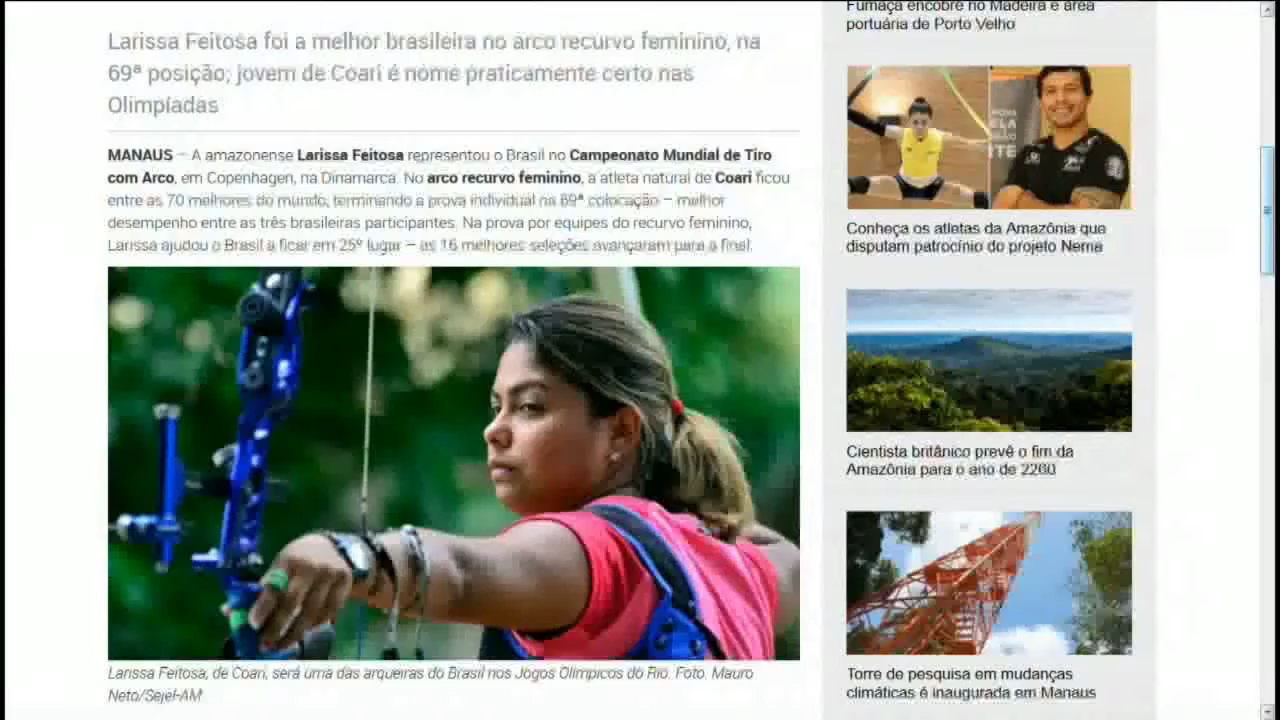 Larissa Feitosa foi a melhor brasileira no arco recurvo feminino, na
69ª posição; jovem de Coari é nome praticamente certo nas
Olimpíadas
MANAUS – A amazonense Larissa Feitosa representou o Brasil no Campeonato Mundial de Tiro
com Arco, em Copenhagen, na Dinamarca. No arco recurvo feminino, a atleta natural de Coari ficou
entre as 70 melhores do mundo, terminando a prova individual na 69ª colocação – melhor
desempenho entre as três brasileiras participantes. Na prova por equipes do recurvo feminino,
Larissa ajudou o Brasil a ficar em 25º lugar – as 16 melhores seleções avançaram para a final.
Larissa Feitosa, de Coari, será uma das arqueiras do Brasil nos Jogos Olímpicos do Rio. Foto: Mauro
Neto/Sejel-AM
Fumaça encobre rio Madeira e área
portuária de Porto Velho
Conheça os atletas da Amazônia que
disputam patrocínio do projeto Nema
Cientista britânico prevê o fim da
Amazônia para o ano de 2260
Torre de pesquisa em mudanças
climáticas é inaugurada em Manaus